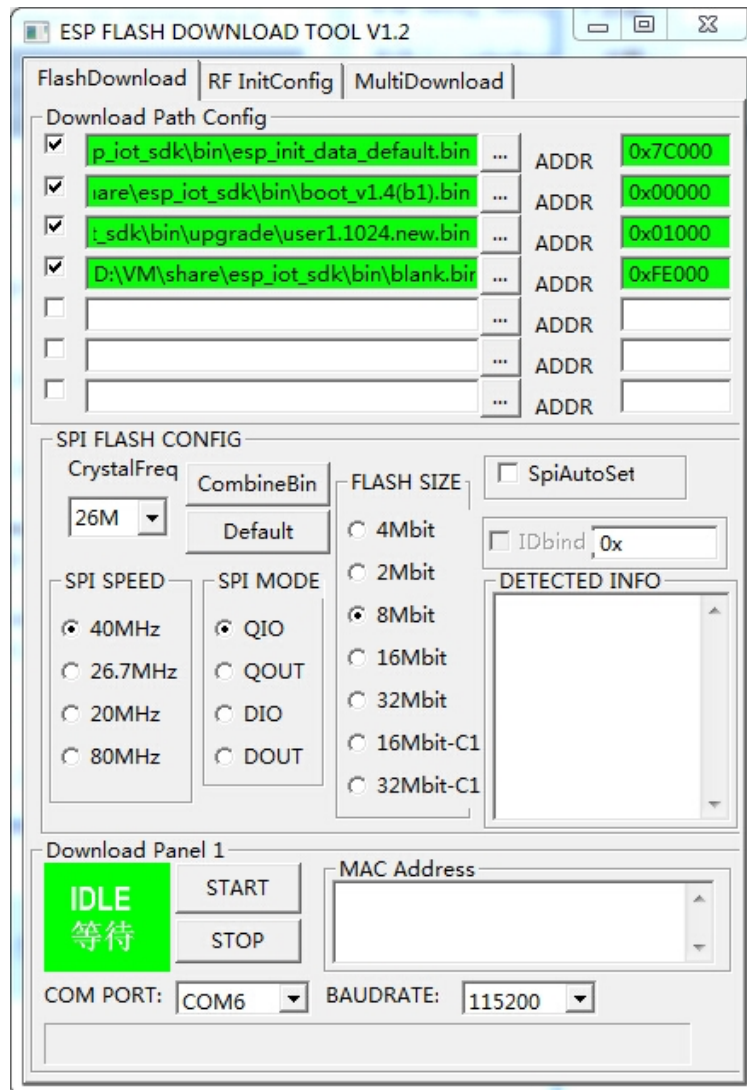 ESP FLASH DOWNLOAD TOOL V1.2
FlashDownload RF InitConfig MultiDownload
Download Path Config
p_iot_sdk\bin\esp_init_data_default.bin ... ADDR 0x7C000
are\esp_iot_sdk\bin\boot_v1.4(b1).bin ... ADDR 0x00000
t_sdk\bin\upgrade\user1.1024.new.bin ... ADDR 0x01000
D:\VM\share\esp_iot_sdk\bin\blank.bin ... ADDR 0xFE000
... ADDR
... ADDR
... ADDR
SPI FLASH CONFIG
CrystalFreq
26M
CombineBin
Default
SPI SPEED
40MHz
26.7MHz
20MHz
80MHz
SPI MODE
QIO
QOUT
DIO
DOUT
FLASH SIZE
4Mbit
2Mbit
8Mbit
16Mbit
32Mbit
16Mbit-C1
32Mbit-C1
SpiAutoSet
IDbind 0x
DETECTED INFO
Download Panel 1
IDLE
等待
START
STOP
MAC Address
COM PORT: COM6 BAUDRATE: 115200